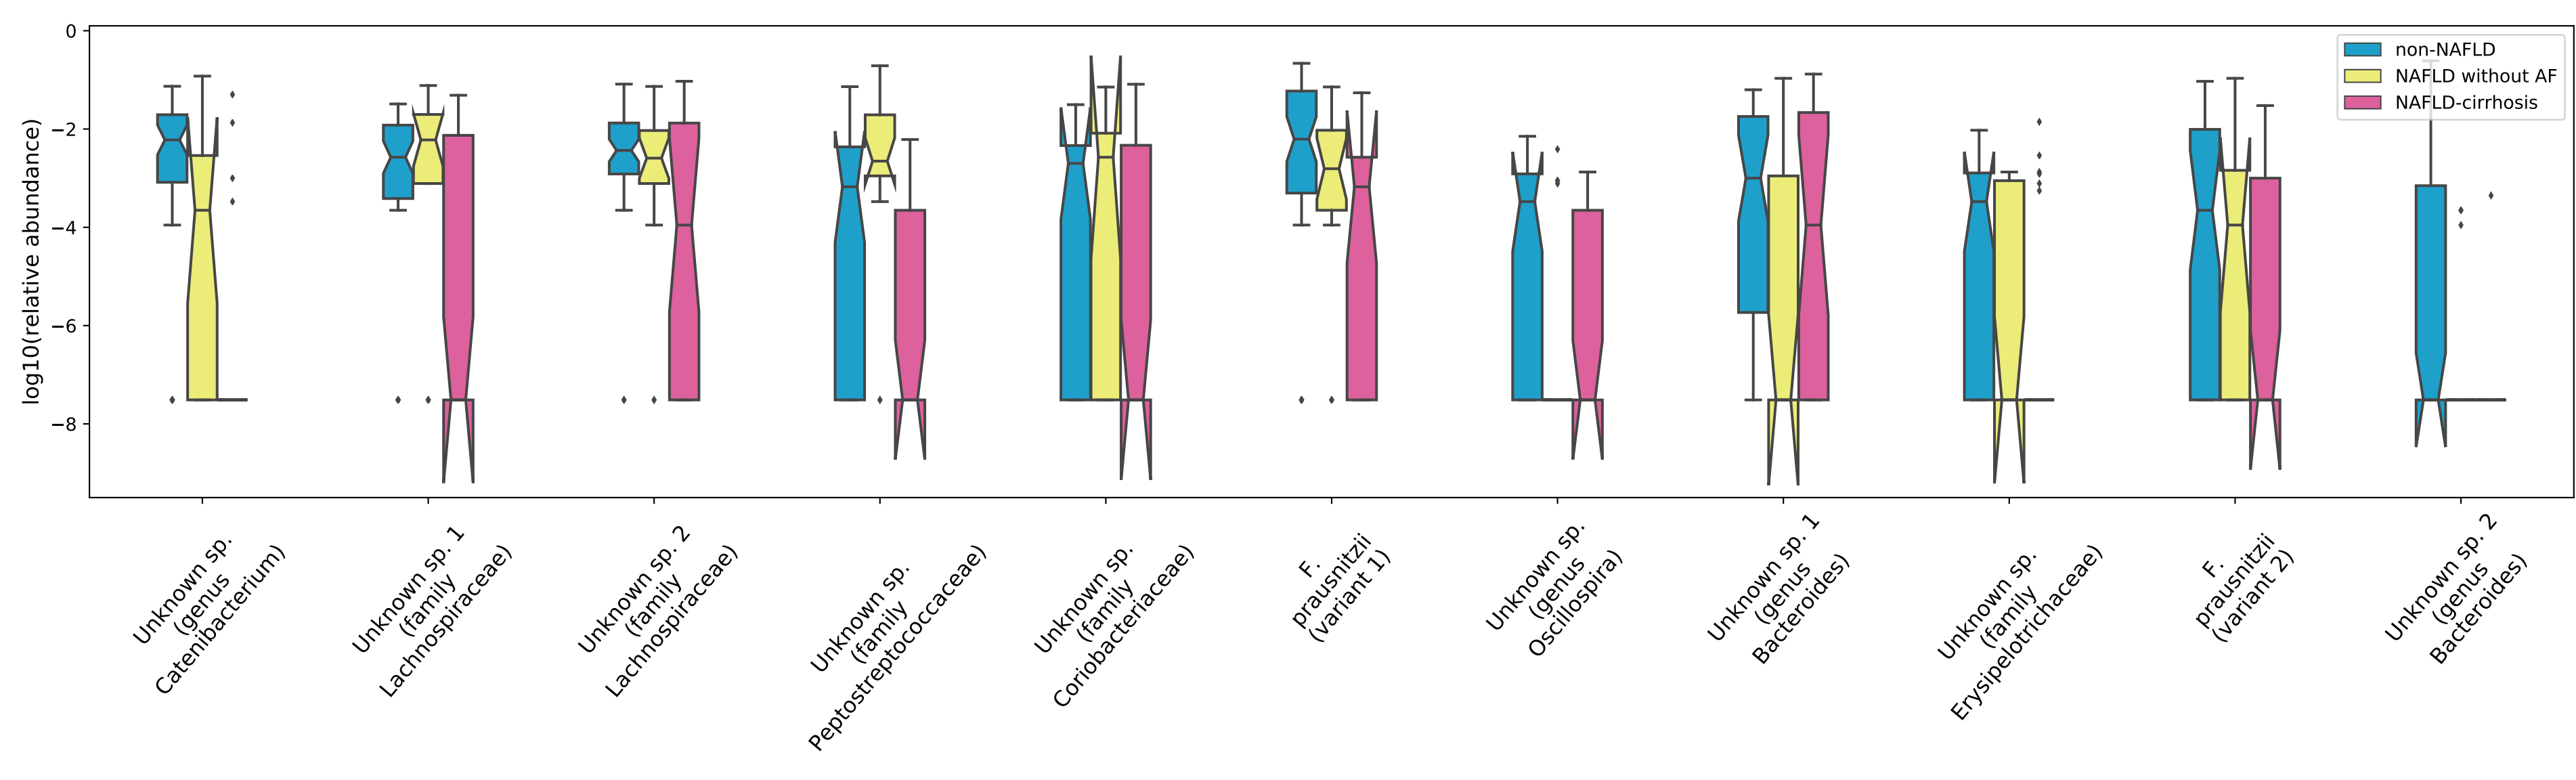 log10(relative abundance)
0
−2
−4
−6
−8
non-NAFLD
NAFLD without AF
NAFLD-cirrhosis
Unknown sp.
(genus
Catenibacterium)
Unknown sp. 1
(family
Lachnospiraceae)
Unknown sp. 2
(family
Lachnospiraceae)
Unknown sp.
(family
Peptostreptococcaceae)
Unknown sp.
(family
Coriobacteriaceae)
F.
prausnitzii
(variant 1)
Unknown sp.
(genus
Oscillospira)
Unknown sp. 1
(genus
Bacteroides)
Unknown sp.
(family
Erysipelotrichaceae)
F.
prausnitzii
(variant 2)
Unknown sp. 2
(genus
Bacteroides)